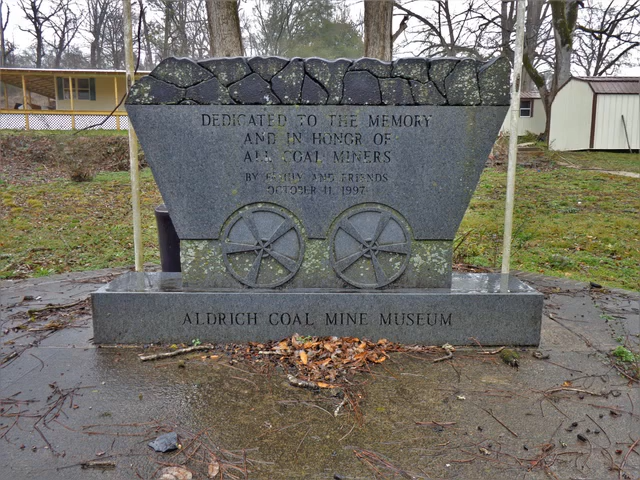 DEDICATED TO THE MEMORY
AND IN HONOR OF
ALL COAL MINERS
BY FAMILY AND FRIENDS
OCTOBER 11, 1997
ALDRICH COAL MINE MUSEUM